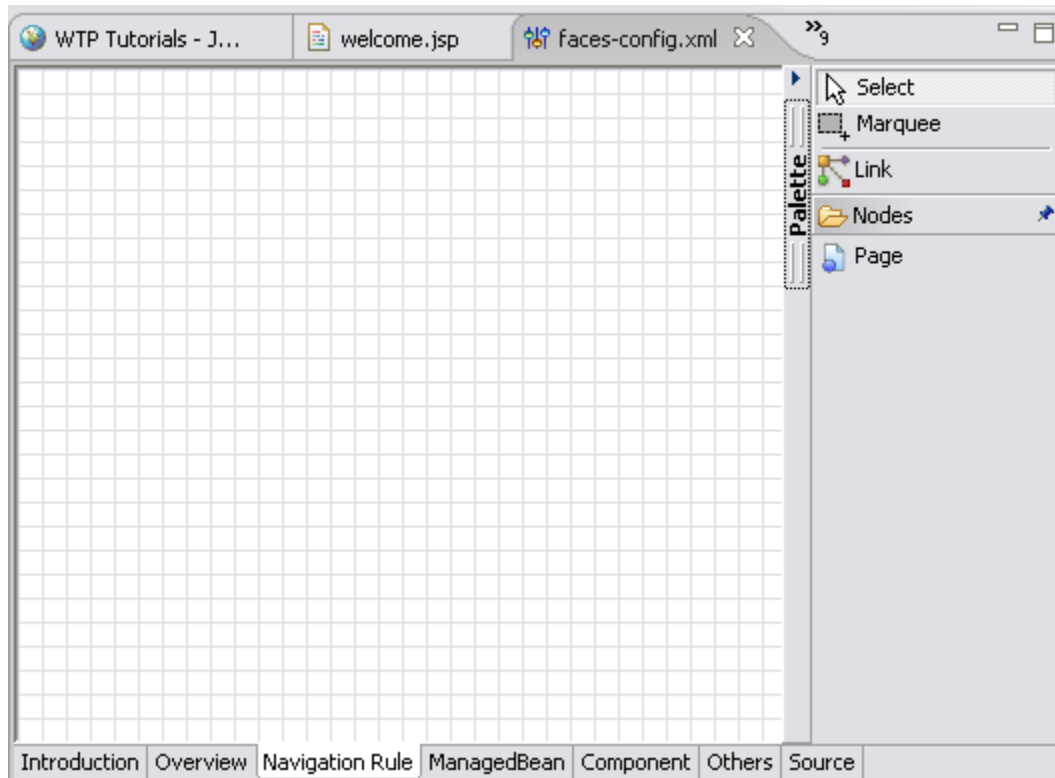 WTP Tutorials - J...
welcome.jsp
faces-config.xml
»9
Select
Marquee
Link
Palette
Nodes
Page
Introduction Overview Navigation Rule ManagedBean Component Others Source